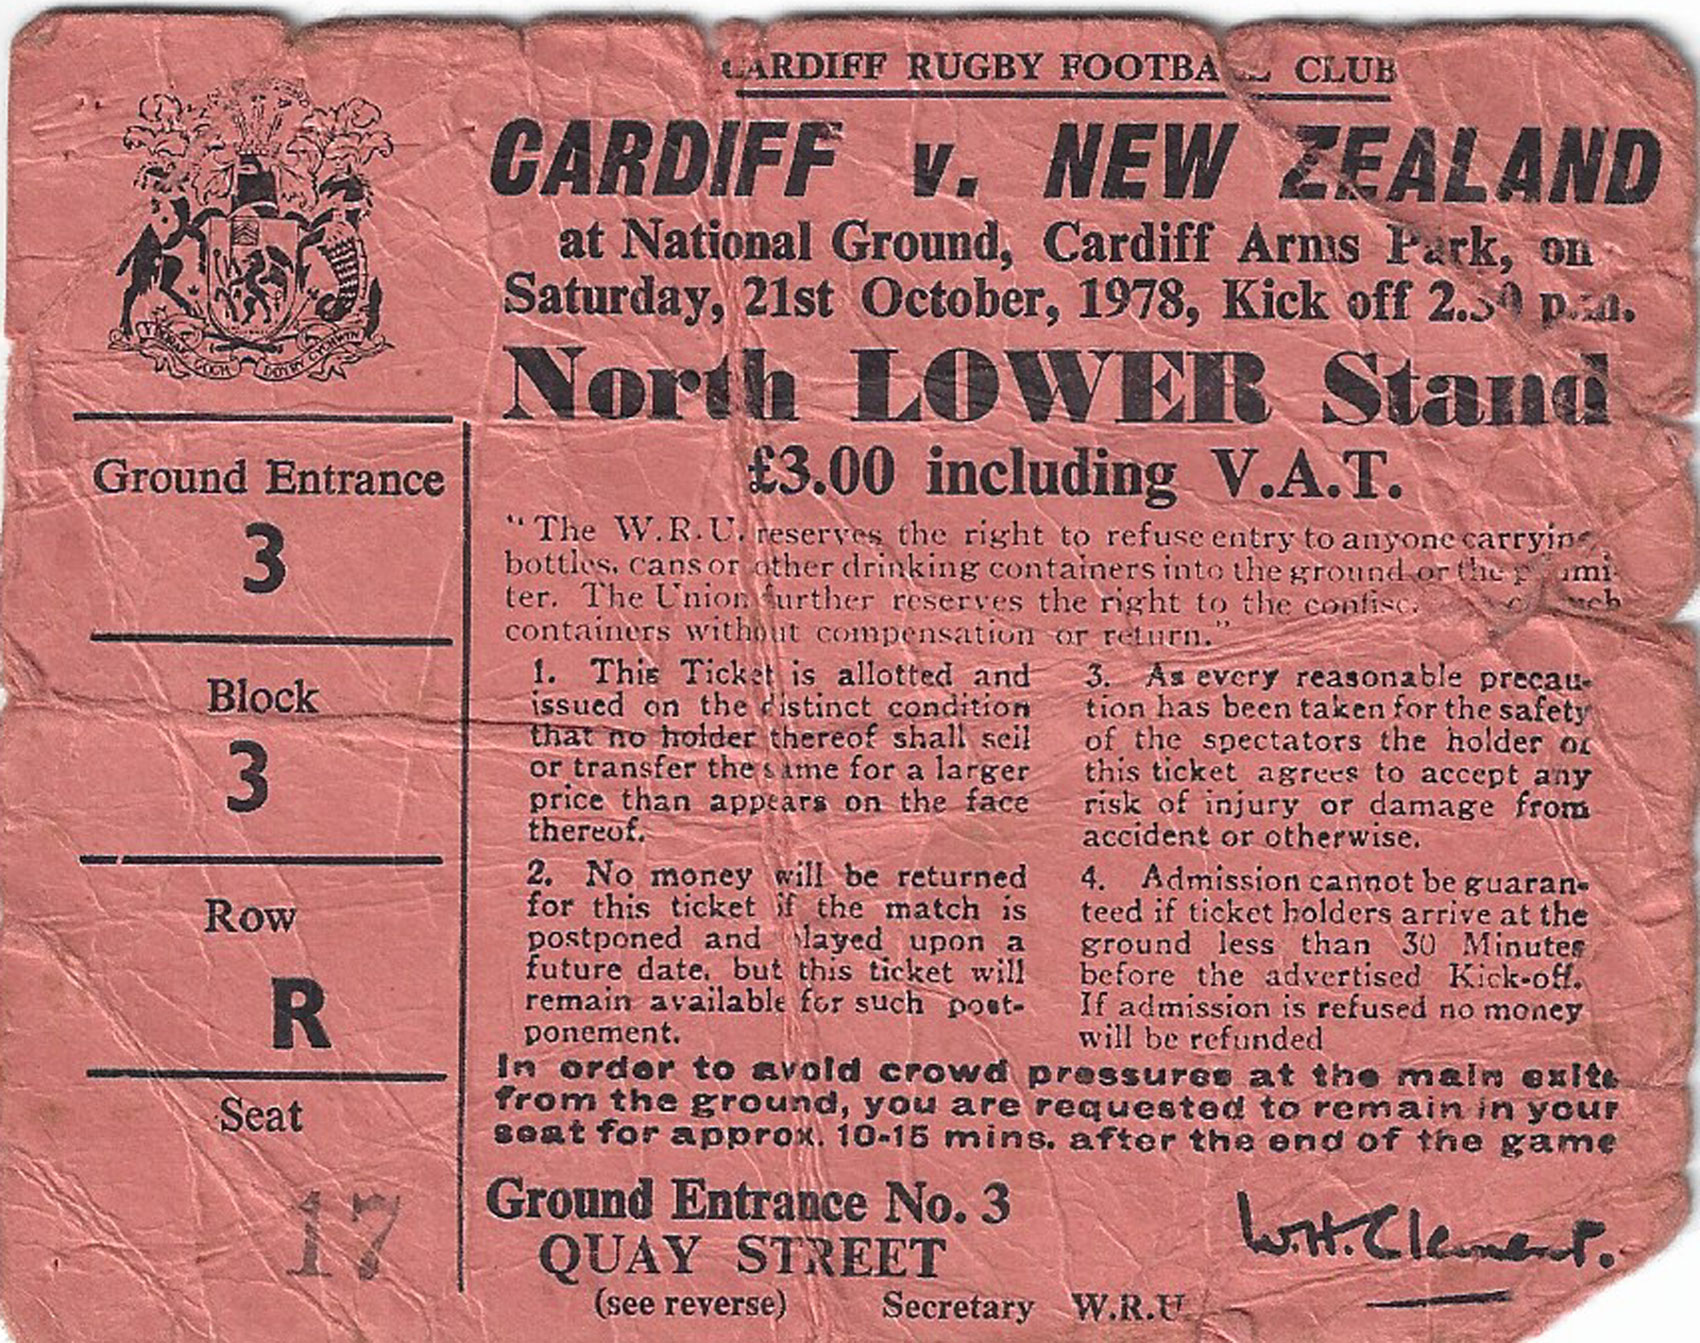 CARDIFF RUGBY FOOTBALL CLUB
CARDIFF v. NEW ZEALAND
at National Ground, Cardiff Arms Park, on
Saturday, 21st October, 1978, Kick off 2.30 p.m.
North LOWER Stand
£3.00 including V.A.T.
Ground Entrance
3
Block
3
Row
R
Seat
17
"The W.R.U. reserves the right to refuse entry to anyone carrying
bottles, cans or other drinking containers into the ground or the perimi-
ter. The Union further reserves the right to the confisc. such
containers without compensation or return."
1. This Ticket is allotted and
issued on the distinct condition
that no holder thereof shall sell
or transfer the same for a larger
price than appears on the face
thereof.
2. No money will be returned
for this ticket if the match is
postponed and played upon a
future date, but this ticket will
remain available for such post-
ponement.
3. As every reasonable precau-
tion has been taken for the safety
of the spectators the holder of
this ticket agrees to accept any
risk of injury or damage from
accident or otherwise.
4. Admission cannot be guaran-
teed if ticket holders arrive at the
ground less than 30 Minutes
before the advertised Kick-off.
If admission is refused no money
will be refunded
In order to avoid crowd pressures at the main exits
from the ground, you are requested to remain in your
seat for approx. 10-15 mins. after the end of the game
Ground Entrance No. 3
QUAY STREET
(see reverse)
W.H. Clement.
Secretary W.R.U.